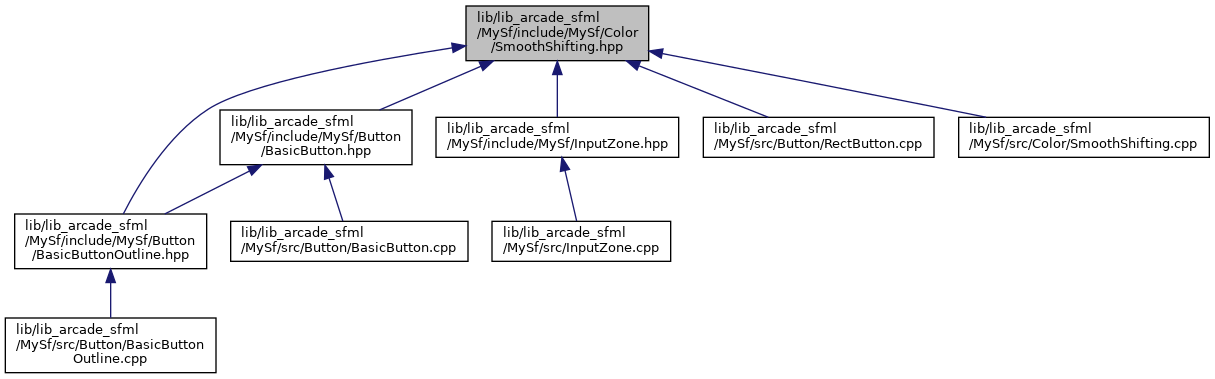 lib/lib_arcade_sfml
/MySf/include/MySf/Color
/SmoothShifting.hpp
lib/lib_arcade_sfml
/MySf/include/MySf/Button
/BasicButton.hpp
lib/lib_arcade_sfml
/MySf/include/MySf/InputZone.hpp
lib/lib_arcade_sfml
/MySf/src/Button/RectButton.cpp
lib/lib_arcade_sfml
/MySf/src/Color/SmoothShifting.cpp
lib/lib_arcade_sfml
/MySf/include/MySf/Button
/BasicButtonOutline.hpp
lib/lib_arcade_sfml
/MySf/src/Button/BasicButton.cpp
lib/lib_arcade_sfml
/MySf/src/InputZone.cpp
lib/lib_arcade_sfml
/MySf/src/Button/BasicButton
Outline.cpp